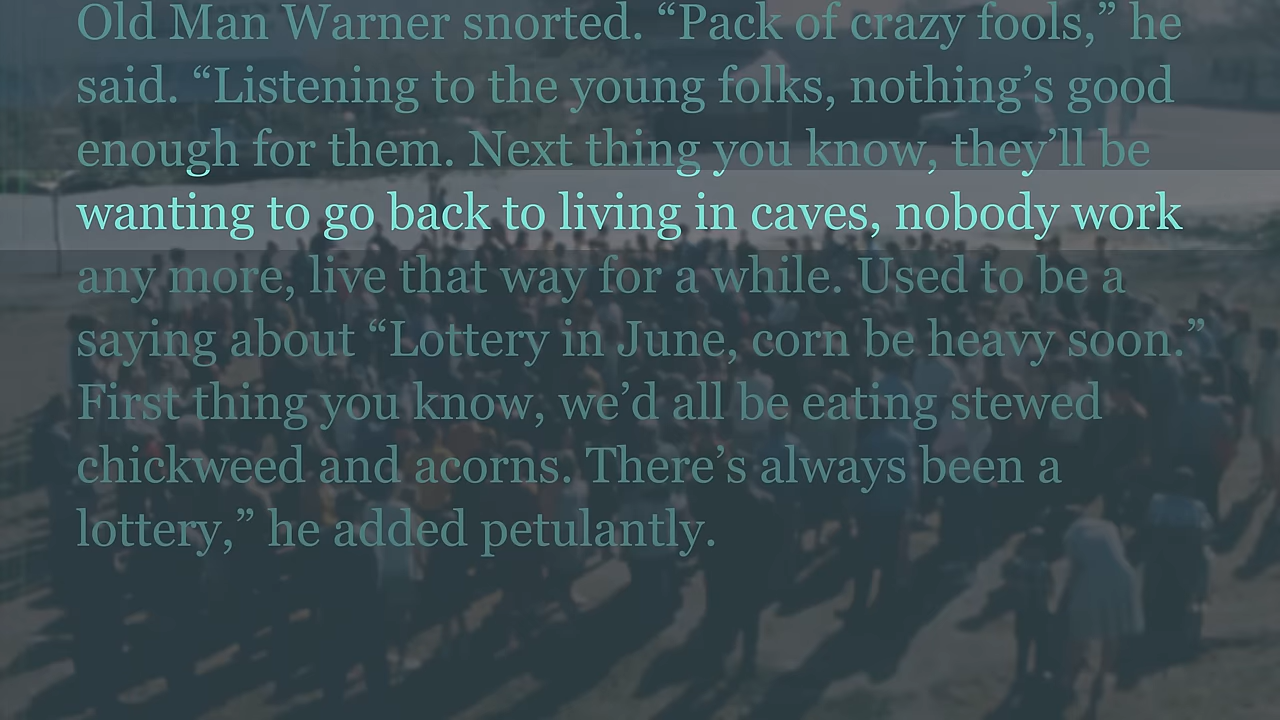 Old Man Warner snorted. “Pack of crazy fools,” he
said. “Listening to the young folks, nothing’s good
enough for them. Next thing you know, they’ll be
wanting to go back to living in caves, nobody work
any more, live that way for a while. Used to be a
saying about “Lottery in June, corn be heavy soon.”
First thing you know, we’d all be eating stewed
chickweed and acorns. There’s always been a
lottery,” he added petulantly.